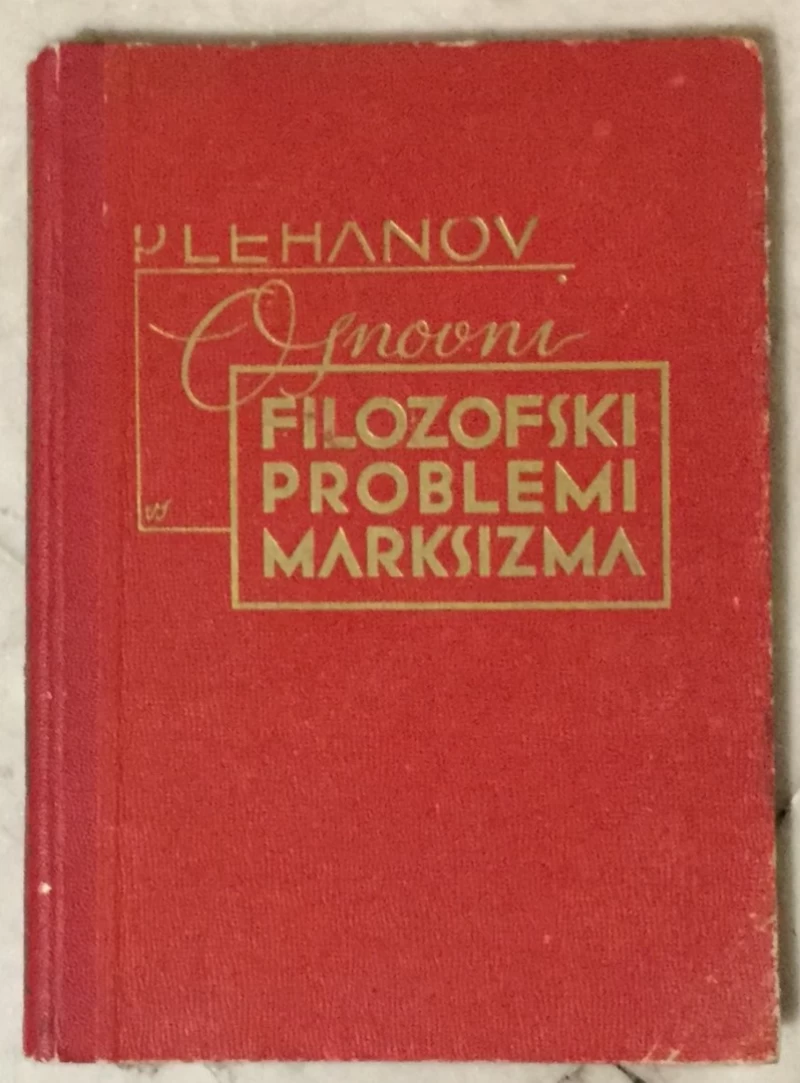 PLEHANOV
Osnovni
FILOZOFSKI
PROBLEMI
MARKSIZMA